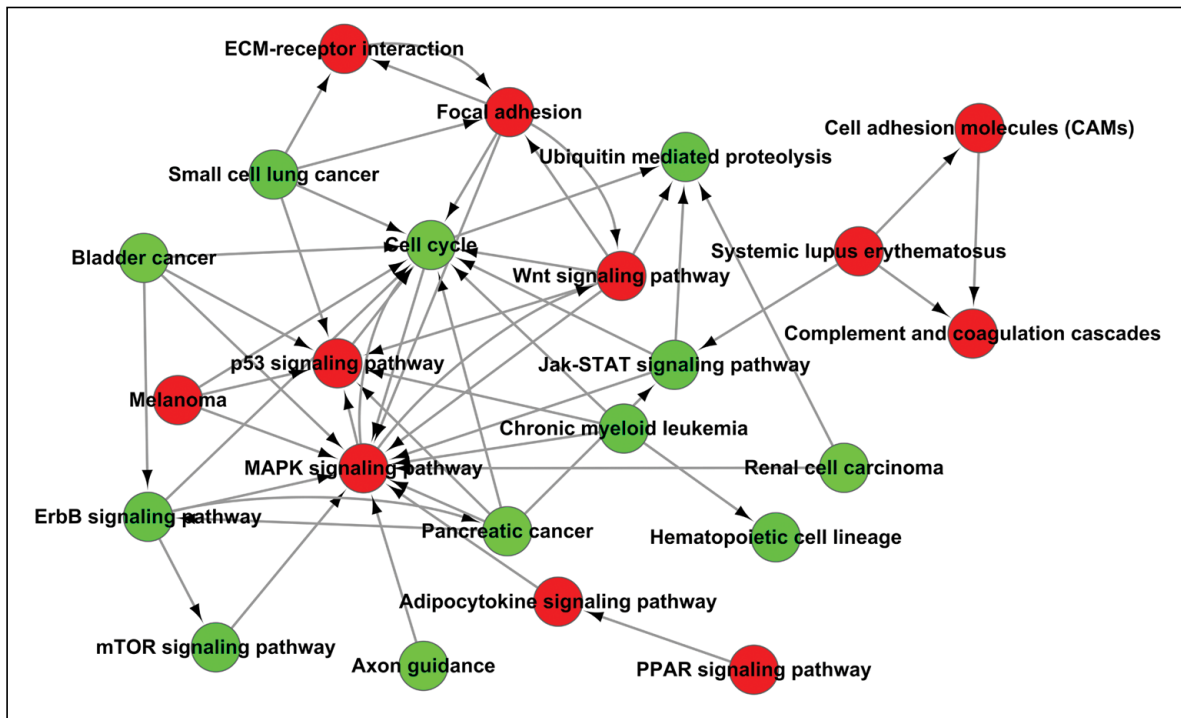 ECM-receptor interaction
Focal adhesion
Cell adhesion molecules (CAMs)
Ubiquitin mediated proteolysis
Small cell lung cancer
Cell cycle
Systemic lupus erythematosus
Bladder cancer
Wnt signaling pathway
Complement and coagulation cascades
p53 signaling pathway
Jak-STAT signaling pathway
Melanoma
Chronic myeloid leukemia
MAPK signaling pathway
Renal cell carcinoma
ErbB signaling pathway
Pancreatic cancer
Hematopoietic cell lineage
Adipocytokine signaling pathway
mTOR signaling pathway
Axon guidance
PPAR signaling pathway